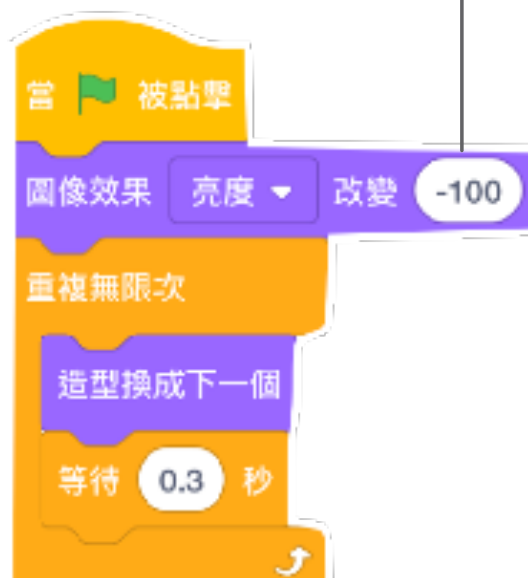 當 被點擊
圖像效果 亮度 改變 -100
重複無限次
造型換成下一個
等待 0.3 秒